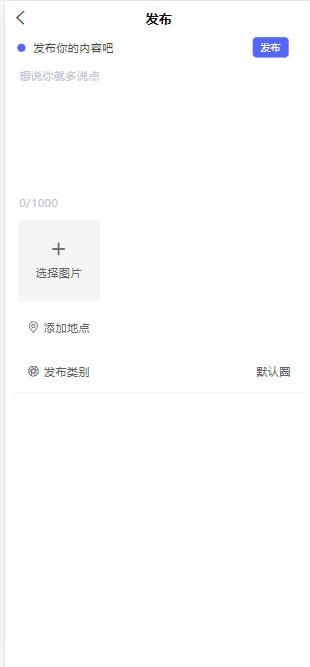 发布
发布你的内容吧
发布
想说你就多说点
0/1000
选择图片
添加地点
发布类别
默认圈